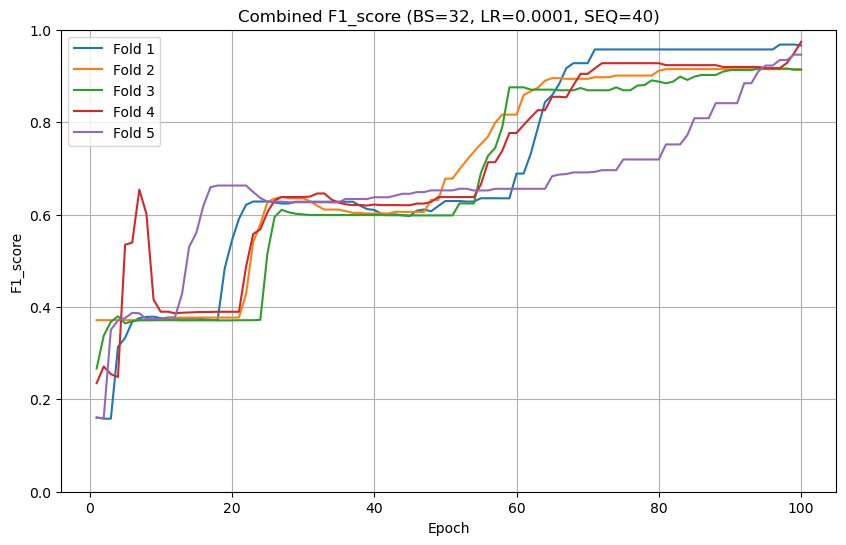 Combined F1_score (BS=32, LR=0.0001, SEQ=40)
Fold 1
Fold 2
Fold 3
Fold 4
Fold 5
1.0
0.8
0.6
0.4
0.2
0.0
F1_score
0 20 40 60 80 100
Epoch